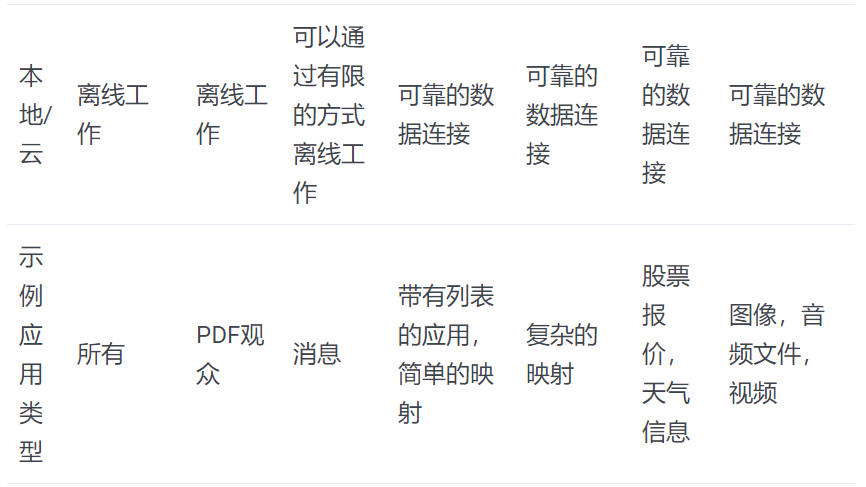 本
地/
云
离线工
作
离线工
作
可以通
过有限
的方式
离线工
作
可靠的数
据连接
可靠的
数据连
接
可靠
的数
据连
接
可靠的数
据连接
示
例
应
用
类
型
所有
PDF观
众
消息
带有列表
的应用，
简单的映
射
复杂的
映射
股票
报
价，
天气
信息
图像，音
频文件，
视频